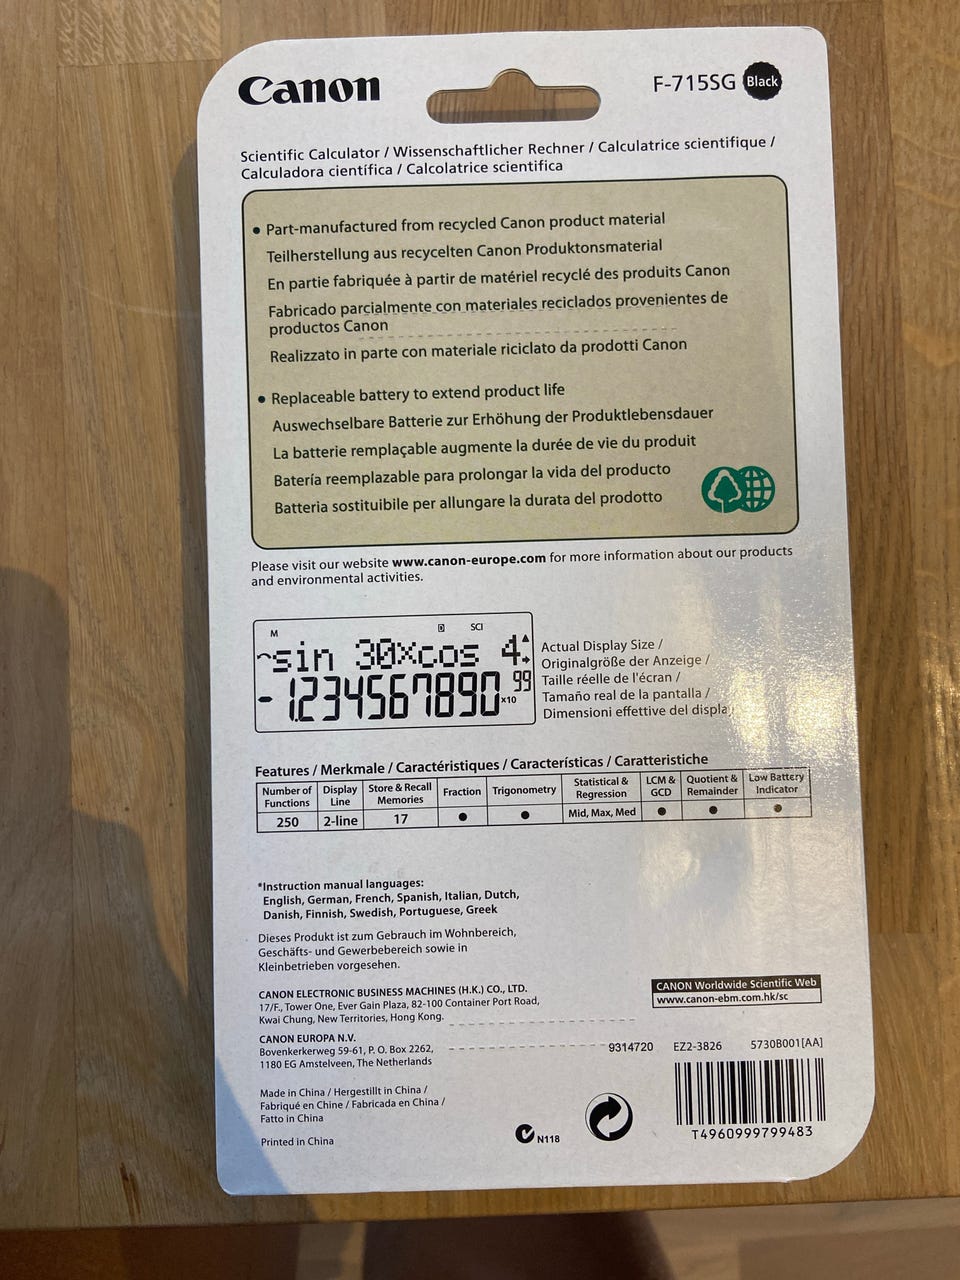 Canon
F-715SG Black
Scientific Calculator / Wissenschaftlicher Rechner / Calculatrice scientifique /
Calculadora científica / Calcolatrice scientifica
• Part-manufactured from recycled Canon product material
Teilherstellung aus recycelten Canon Produktonsmaterial
En partie fabriquée à partir de matériel recyclé des produits Canon
Fabricado parcialmente con materiales reciclados provenientes de
productos Canon
Realizzato in parte con materiale riciclato da prodotti Canon
• Replaceable battery to extend product life
Auswechselbare Batterie zur Erhöhung der Produktlebensdauer
La batterie remplaçable augmente la durée de vie du produit
Batería reemplazable para prolongar la vida del producto
Batteria sostituibile per allungare la durata del prodotto
Please visit our website www.canon-europe.com for more information about our products
and environmental activities.
M D SCI
sin 30×cos 4
-1.234567890 ×10 99
Actual Display Size /
Originalgröße der Anzeige /
Taille réelle de l'écran /
Tamaño real de la pantalla /
Dimensioni effettive del display
Features / Merkmale / Caractéristiques / Características / Caratteristiche
Number of Functions Display Line Store & Recall Memories Fraction Trigonometry Statistical & Regression LCM & GCD Quotient & Remainder Low Battery Indicator
250 2-line 17 ● ● Mid, Max, Med ● ● ●
*Instruction manual languages:
English, German, French, Spanish, Italian, Dutch,
Danish, Finnish, Swedish, Portuguese, Greek
Dieses Produkt ist zum Gebrauch im Wohnbereich,
Geschäfts- und Gewerbebereich sowie in
Kleinbetrieben vorgesehen.
CANON ELECTRONIC BUSINESS MACHINES (H.K.) CO., LTD.
17/F., Tower One, Ever Gain Plaza, 82-100 Container Port Road,
Kwai Chung, New Territories, Hong Kong.
CANON Worldwide Scientific Web
www.canon-ebm.com.hk/sc
CANON EUROPA N.V.
Bovenkerkerweg 59-61, P. O. Box 2262,
1180 EG Amstelveen, The Netherlands
9314720 EZ2-3826 5730B001[AA]
Made in China / Hergestillt in China /
Fabriqué en Chine / Fabricada en China /
Fatto in China
Printed in China
N118
T4960999799483